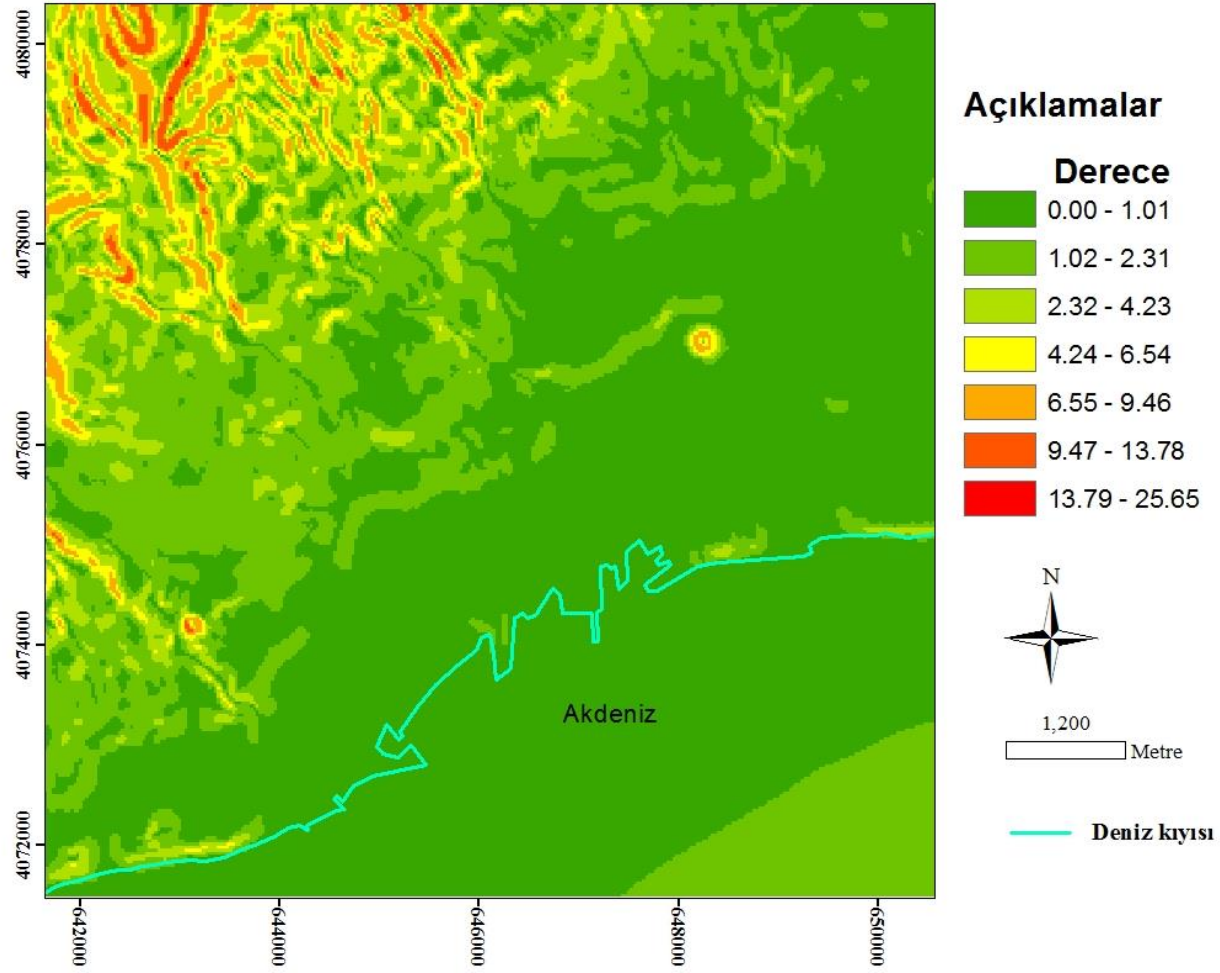 4080000
4078000
4076000
4074000
4072000
642000
644000
646000
648000
650000
Akdeniz
Açıklamalar
Derece
0.00 - 1.01
1.02 - 2.31
2.32 - 4.23
4.24 - 6.54
6.55 - 9.46
9.47 - 13.78
13.79 - 25.65
N
1,200
Metre
Deniz kıyısı